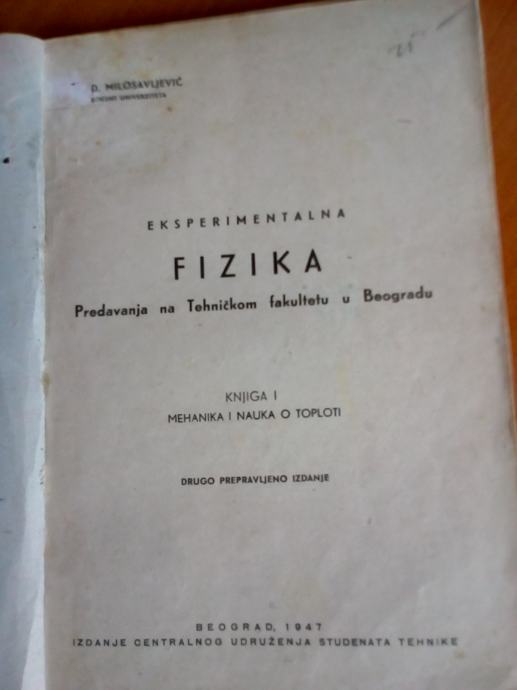 D. MILOSAVLJEVIĆ
UNIVERZITETA
EKSPERIMENTALNA
FIZIKA
Predavanja na Tehničkom fakultetu u Beogradu
KNJIGA I
MEHANIKA I NAUKA O TOPLOTI
DRUGO PREPRAVLJENO IZDANJE
BEOGRAD, 1947
IZDANJE CENTRALNOG UDRUŽENJA STUDENATA TEHNIKE